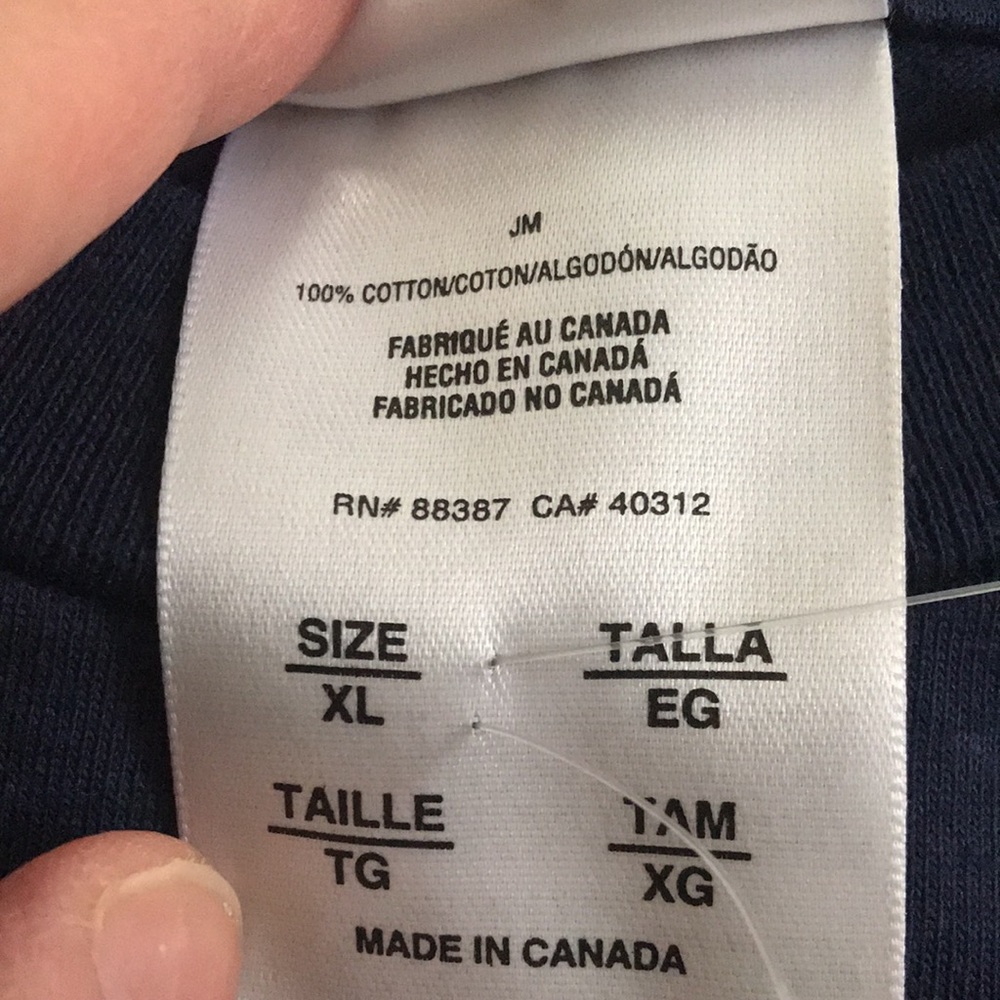 JM
100% COTTON/COTON/ALGODÓN/ALGODÃO
FABRIQUÉ AU CANADA
HECHO EN CANADÁ
FABRICADO NO CANADÁ
RN# 88387 CA# 40312
SIZE TALLA
XL EG
TAILLE TAM
TG XG
MADE IN CANADA